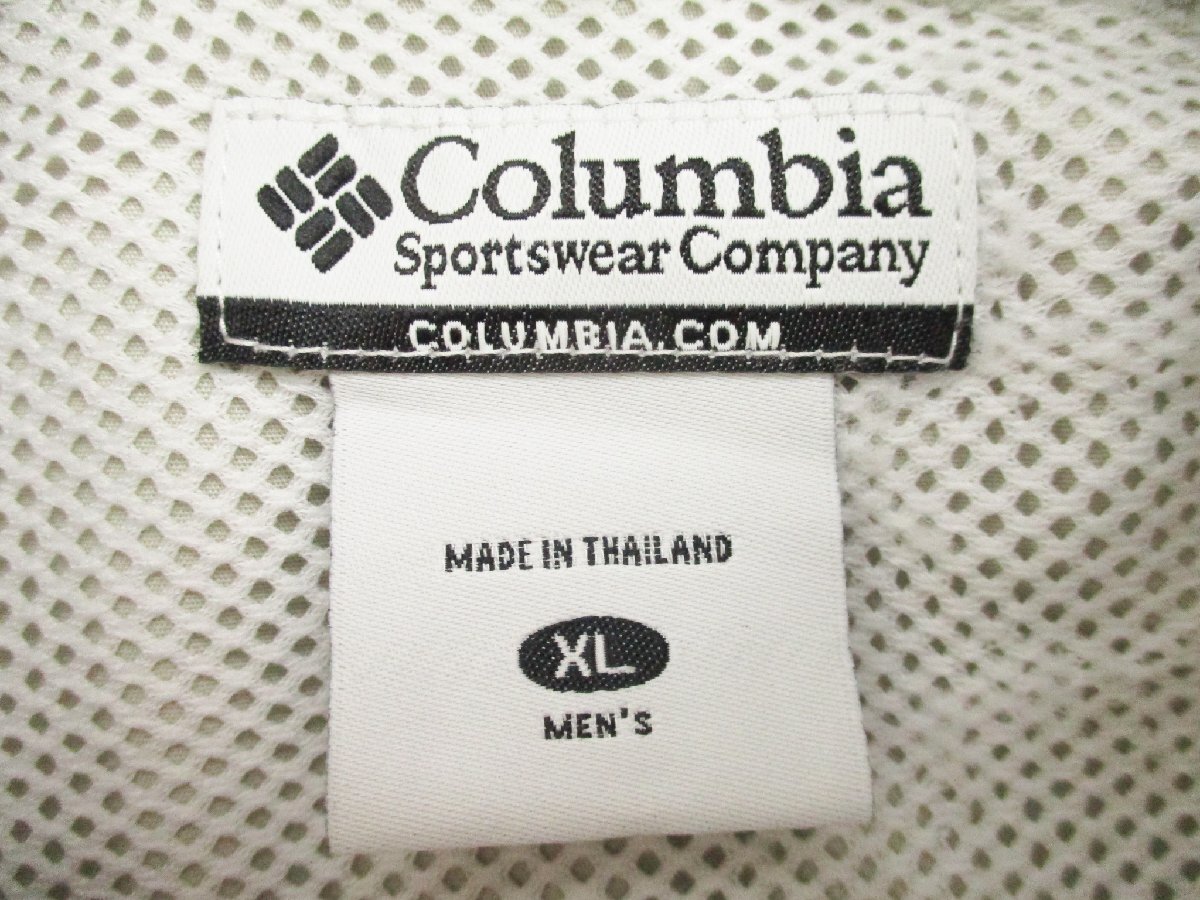 Columbia
Sportswear Company
COLUMBIA.COM
MADE IN THAILAND
XL
MEN'S